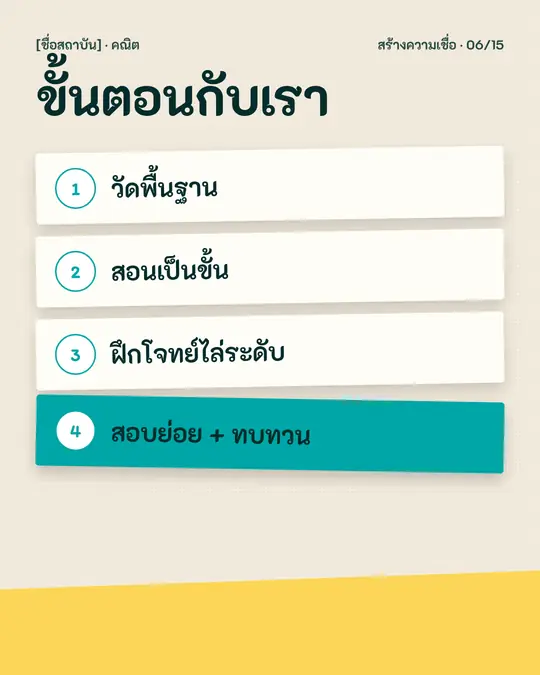 [ชื่อสถาบัน] · คณิต
สร้างความเชื่อ · 06/15
ขั้นตอนกับเรา
1 วัดพื้นฐาน
2 สอนเป็นขั้น
3 ฝึกโจทย์ไล่ระดับ
4 สอบย่อย + ทบทวน